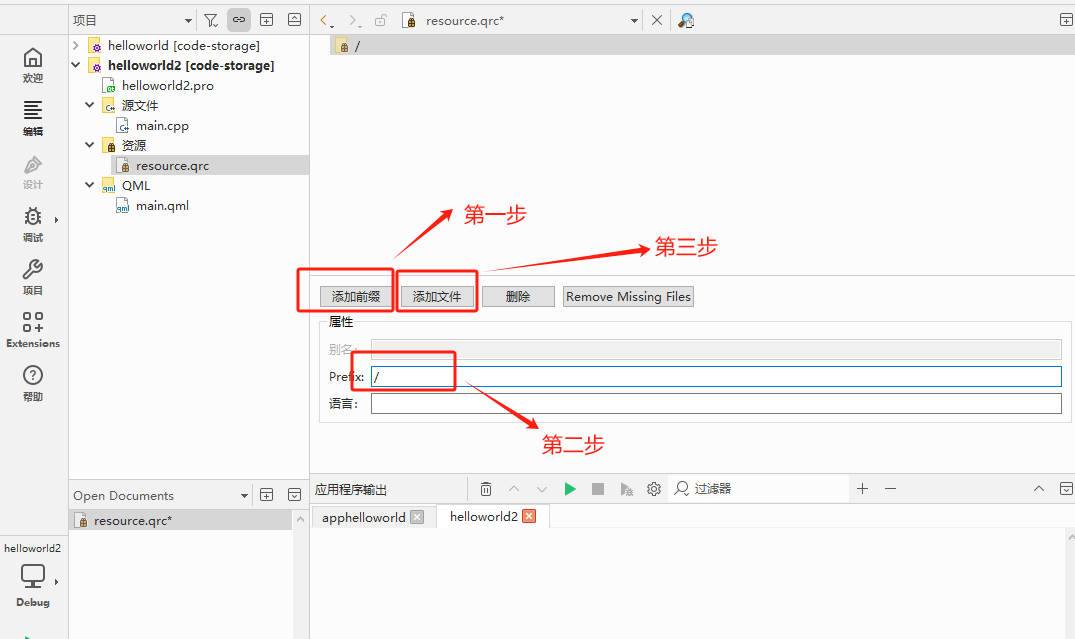 项目
resource.qrc*
欢迎
编辑
设计
调试
项目
Extensions
帮助
helloworld2
Debug
helloworld [code-storage]
helloworld2 [code-storage]
helloworld2.pro
源文件
main.cpp
资源
resource.qrc
QML
main.qml
Open Documents
resource.qrc*
/
第一步
第三步
添加前缀 添加文件 删除 Remove Missing Files
属性
别名:
Prefix: /
语言:
第二步
应用程序输出 过滤器
apphelloworld helloworld2